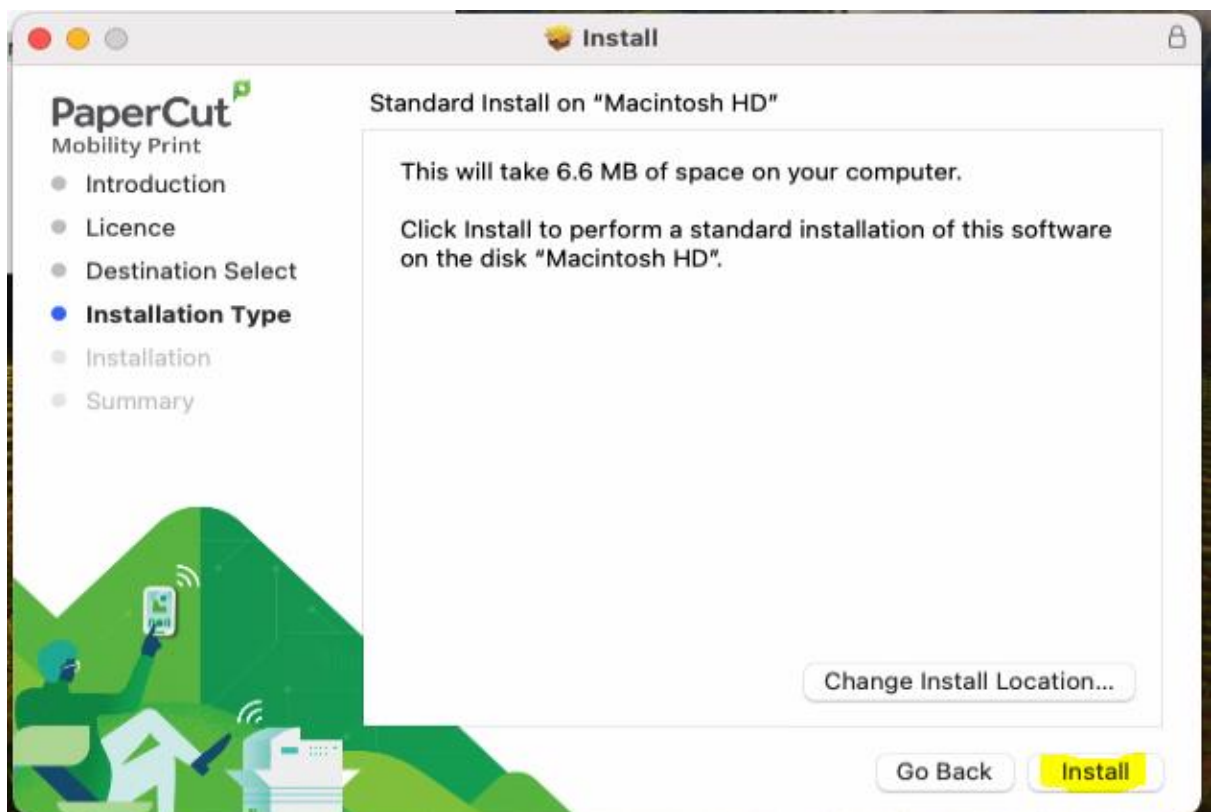 Install
PaperCut
Mobility Print
Introduction
Licence
Destination Select
Installation Type
Installation
Summary
Standard Install on “Macintosh HD”
This will take 6.6 MB of space on your computer.
Click Install to perform a standard installation of this software
on the disk “Macintosh HD”.
Change Install Location...
Go Back
Install